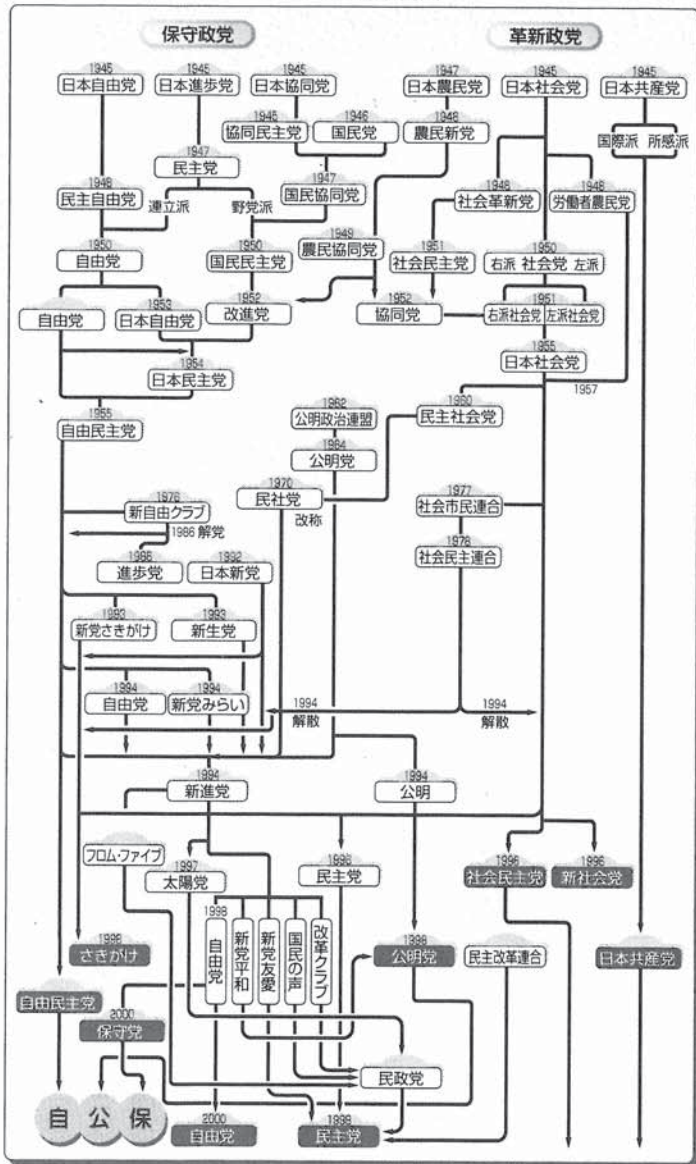 保守政党 革新政党
1945 1945 1945 1947 1945 1945
日本自由党 日本進歩党 日本協同党 日本農民党 日本社会党 日本共産党
1946 1946 1948
協同民主党 国民党 農民新党 国際派 所感派
1947
民主党
1948 1947 1948 1948
民主自由党 連立派 野党派 国民協同党 社会革新党 労働者農民党
1950 1950 1949 1951 1950
自由党 国民民主党 農民協同党 社会民主党 右派 社会党 左派
1953 1952 1952 1951
自由党 日本自由党 改進党 協同党 右派社会党 左派社会党
1954 1955
日本民主党 日本社会党
1957
1955 1962 1960
自由民主党 公明政治連盟 民主社会党
1964
公明党
1976 1970 1977
新自由クラブ 民社党 改称 社会市民連合
1986 解党
1978
社会民主連合
1992
進歩党 日本新党
1993 1993
新党さきがけ 新生党
1994 1994 1994 1994
自由党 新党みらい 解散 解散
1994 1994
新進党 公明
フロム・ファイブ
1997 1996 1996 1996
太陽党 民主党 社会民主党 新社会党
1998
自由党 新党平和 新党友愛 国民の声 改革クラブ
1998 1998
さきがけ 公明党 民主改革連合 日本共産党
自由民主党
2000
保守党
民政党
自 公 保
2000 1998
自由党 民主党